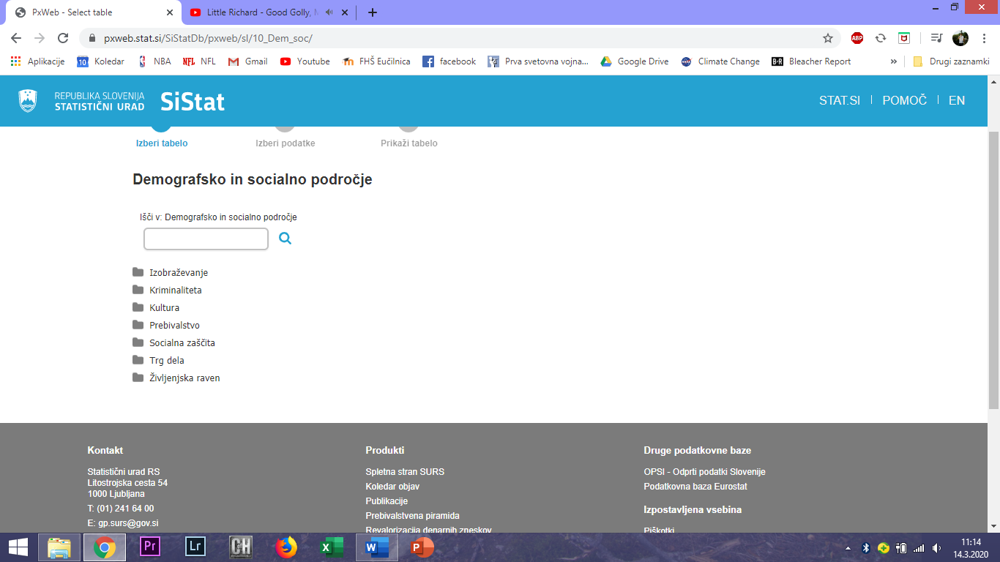 PxWeb - Select table
Little Richard - Good Golly,
pxweb.stat.si/SiStatDb/pxweb/sl/10_Dem_soc/
ABP
Aplikacije
10 Koledar
NBA
NFL NFL
Gmail
Youtube
FHŠ Eučilnica
facebook
Prva svetovna vojna...
Google Drive
Climate Change
B/R Bleacher Report
»
Drugi zaznamki
REPUBLIKA SLOVENIJA
STATISTIČNI URAD
SiStat
STAT.SI
POMOČ
EN
Izberi tabelo
Izberi podatke
Prikaži tabelo
Demografsko in socialno področje
Išči v: Demografsko in socialno področje
Izobraževanje
Kriminaliteta
Kultura
Prebivalstvo
Socialna zaščita
Trg dela
Življenjska raven
Kontakt
Statistični urad RS
Litostrojska cesta 54
1000 Ljubljana
T: (01) 241 64 00
E: gp.surs@gov.si
Produkti
Spletna stran SURS
Koledar objav
Publikacije
Prebivalstvena piramida
Revalorizacija denarnih zneskov
Druge podatkovne baze
OPSI - Odprti podatki Slovenije
Podatkovna baza Eurostat
Izpostavljena vsebina
Piškotki
Pr
Lr
X
W
P
11:14
14.3.2020